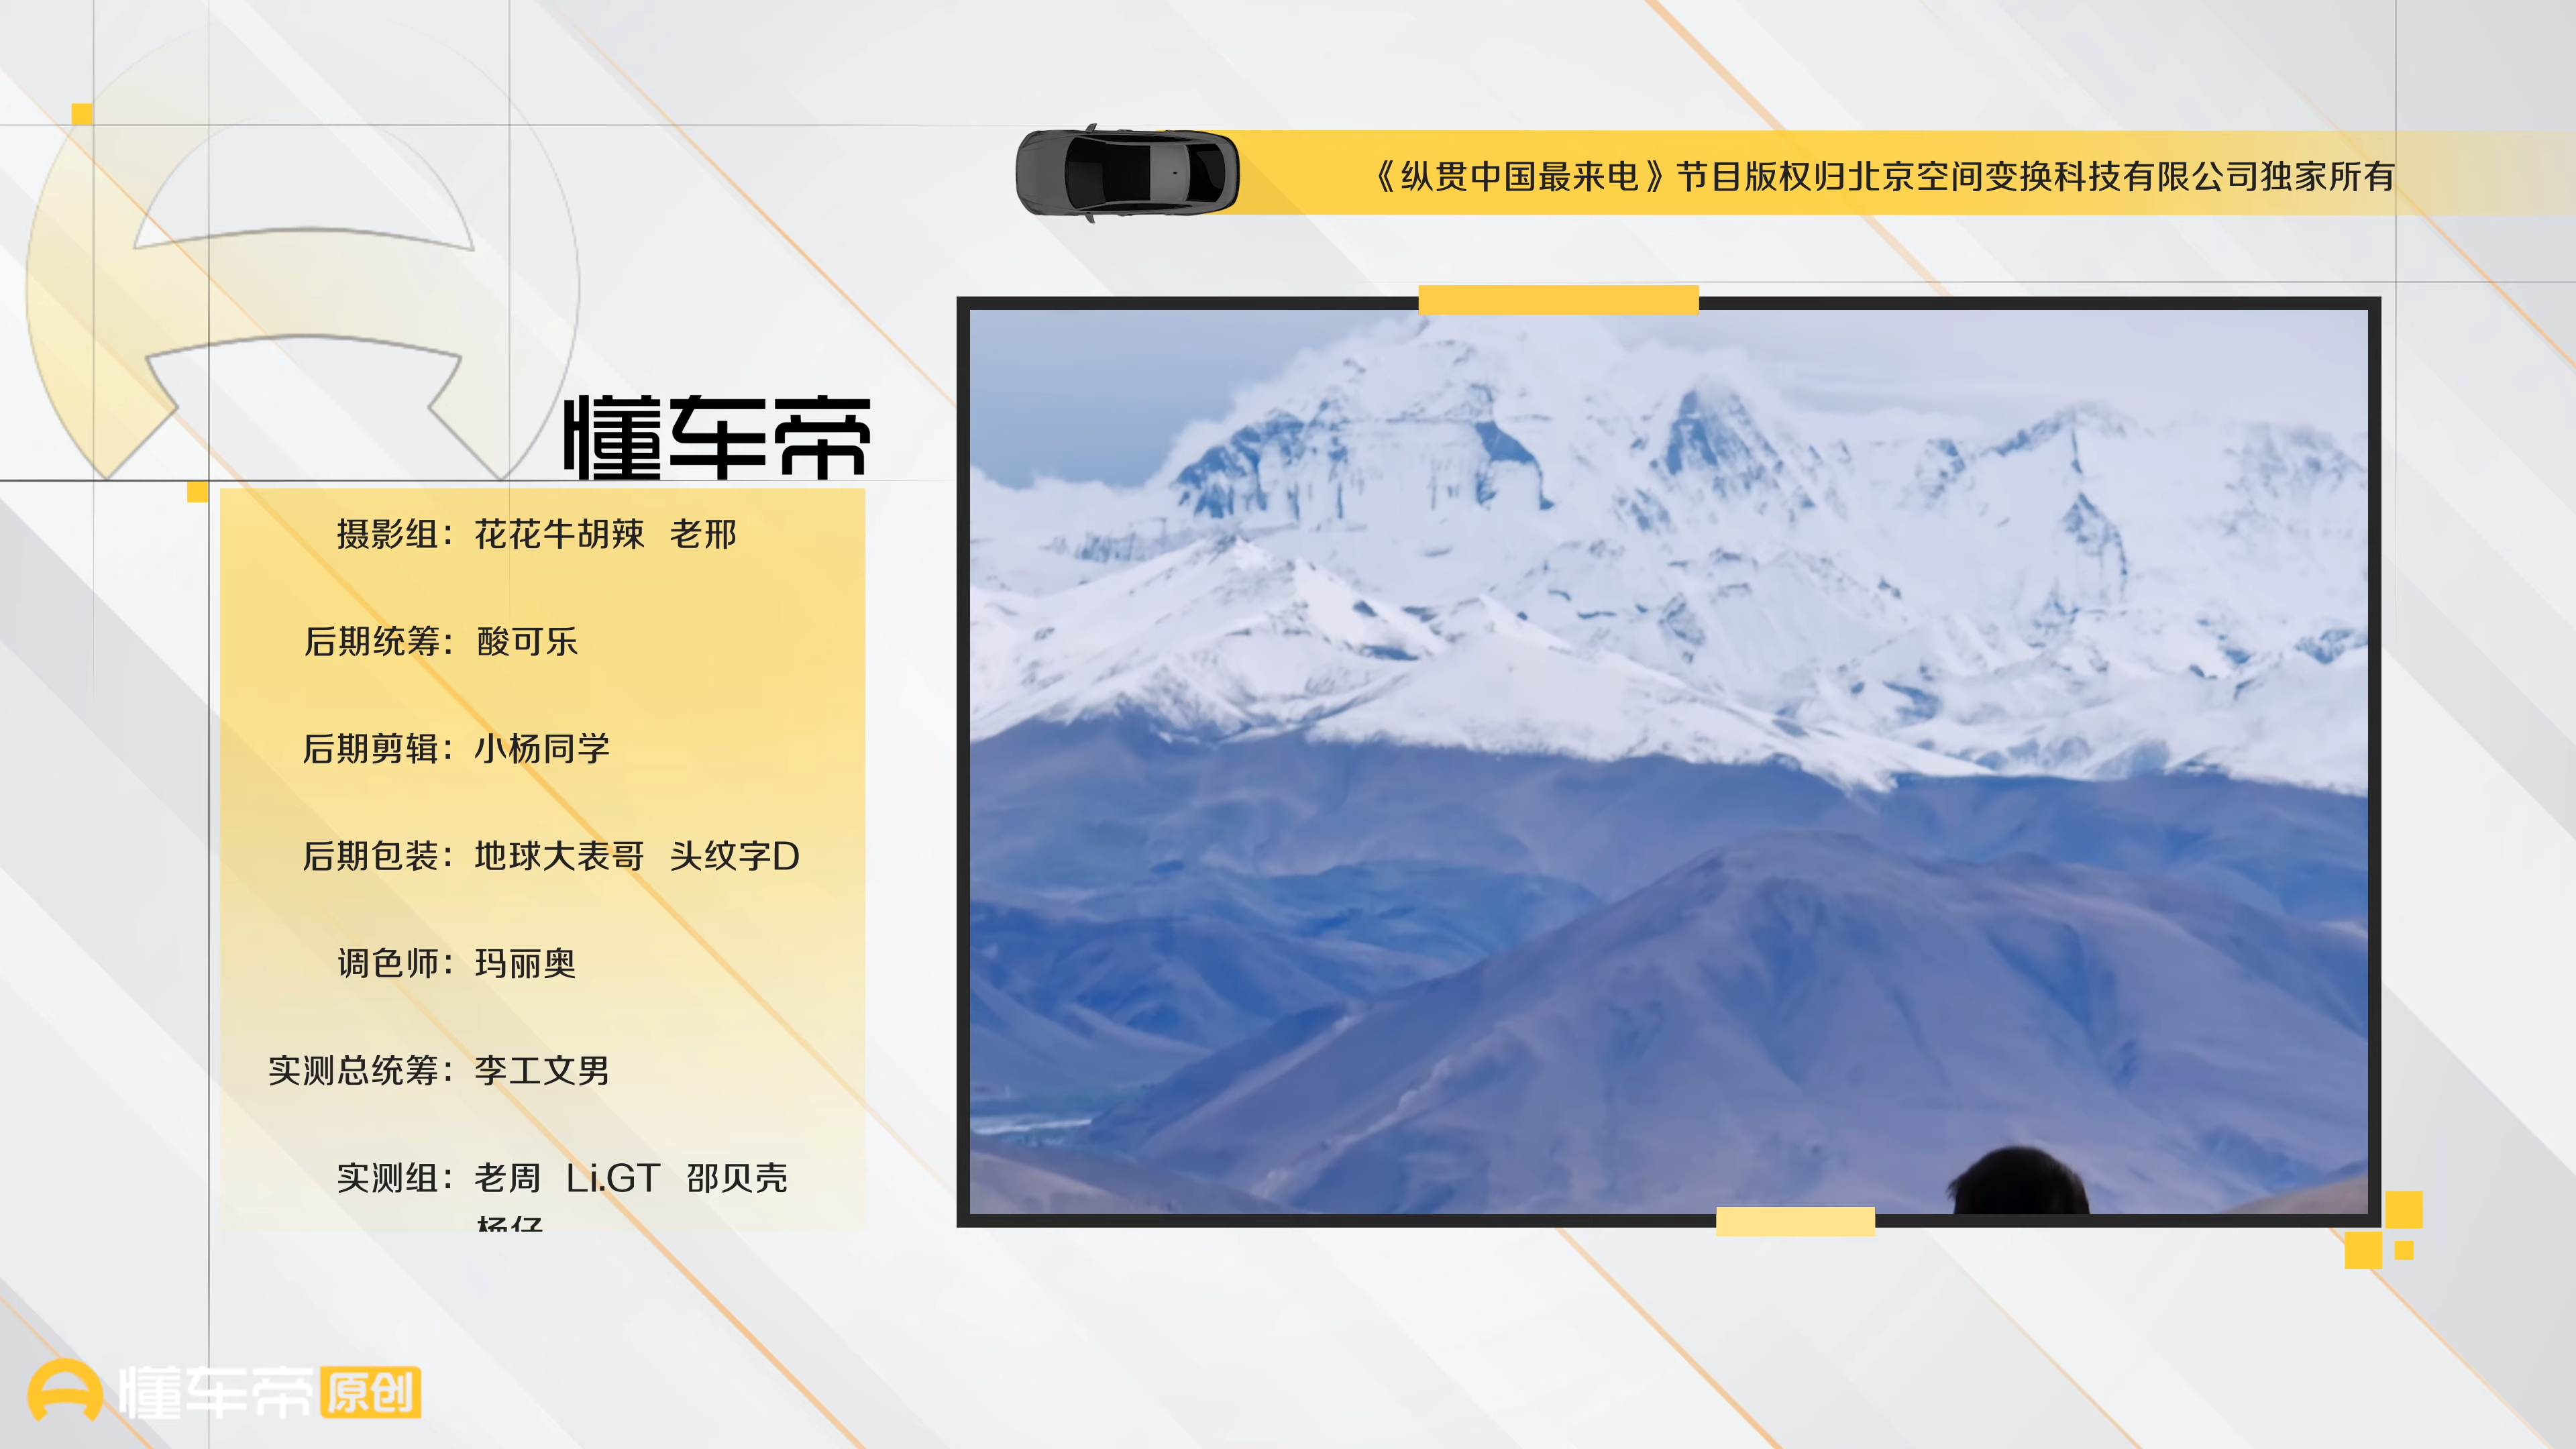 《纵贯中国最来电》节目版权归北京空间变换科技有限公司独家所有
懂车帝
摄影组：花花牛胡辣 老邢
后期统筹：酸可乐
后期剪辑：小杨同学
后期包装：地球大表哥 头纹字D
调色师：玛丽奥
实测总统筹：李工文男
实测组：老周 Li.GT 邵贝壳
懂车帝 原创